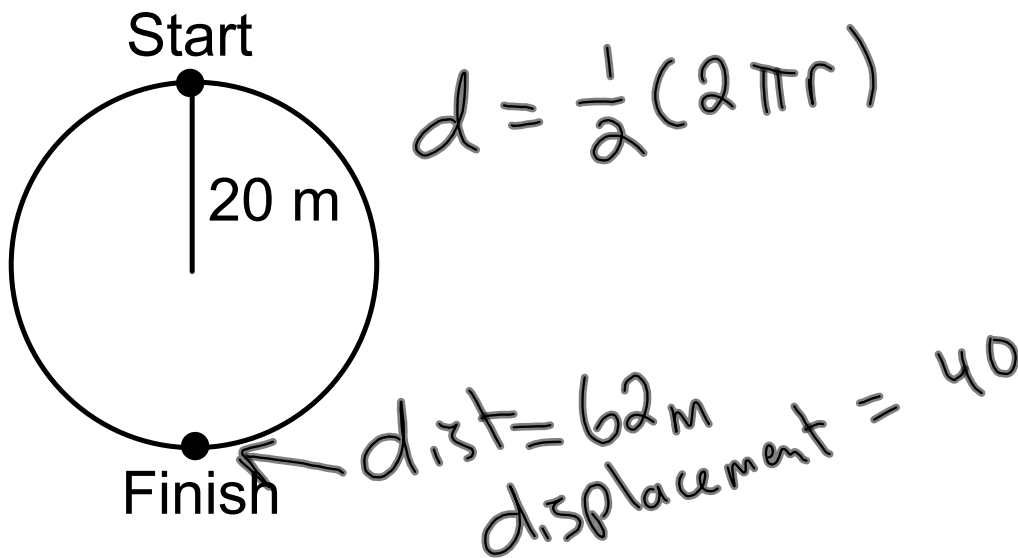 Start
d = ½ (2πr)
20 m
dist = 62m
displacement = 40
Finish